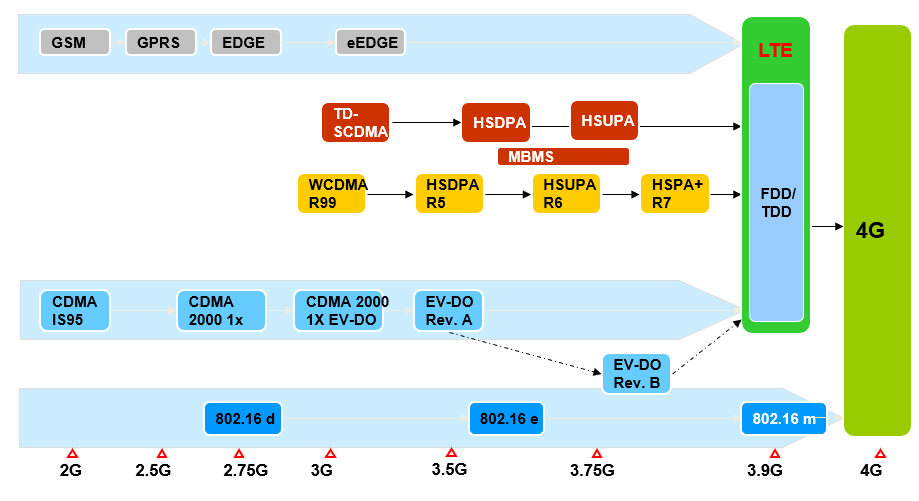 GSM
GPRS
EDGE
eEDGE
LTE
TD-
SCDMA
HSDPA
HSUPA
MBMS
WCDMA
R99
HSDPA
R5
HSUPA
R6
HSPA+
R7
FDD/
TDD
4G
CDMA
IS95
CDMA
2000 1x
CDMA 2000
1X EV-DO
EV-DO
Rev. A
EV-DO
Rev. B
802.16 d
802.16 e
802.16 m
2G
2.5G
2.75G
3G
3.5G
3.75G
3.9G
4G